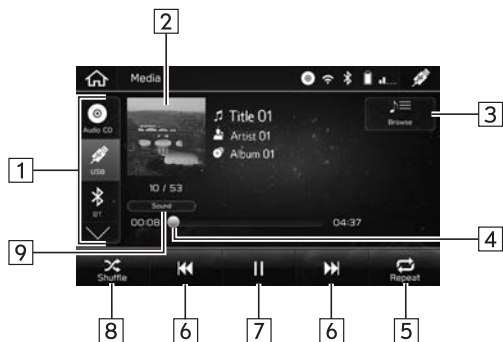 2
Media
1
Audio CD
USB
BT
Title 01
Artist 01
Album 01
Browse
3
10 / 53
Sound
00:08
04:37
4
9
Shuffle
Repeat
8
6
7
6
5